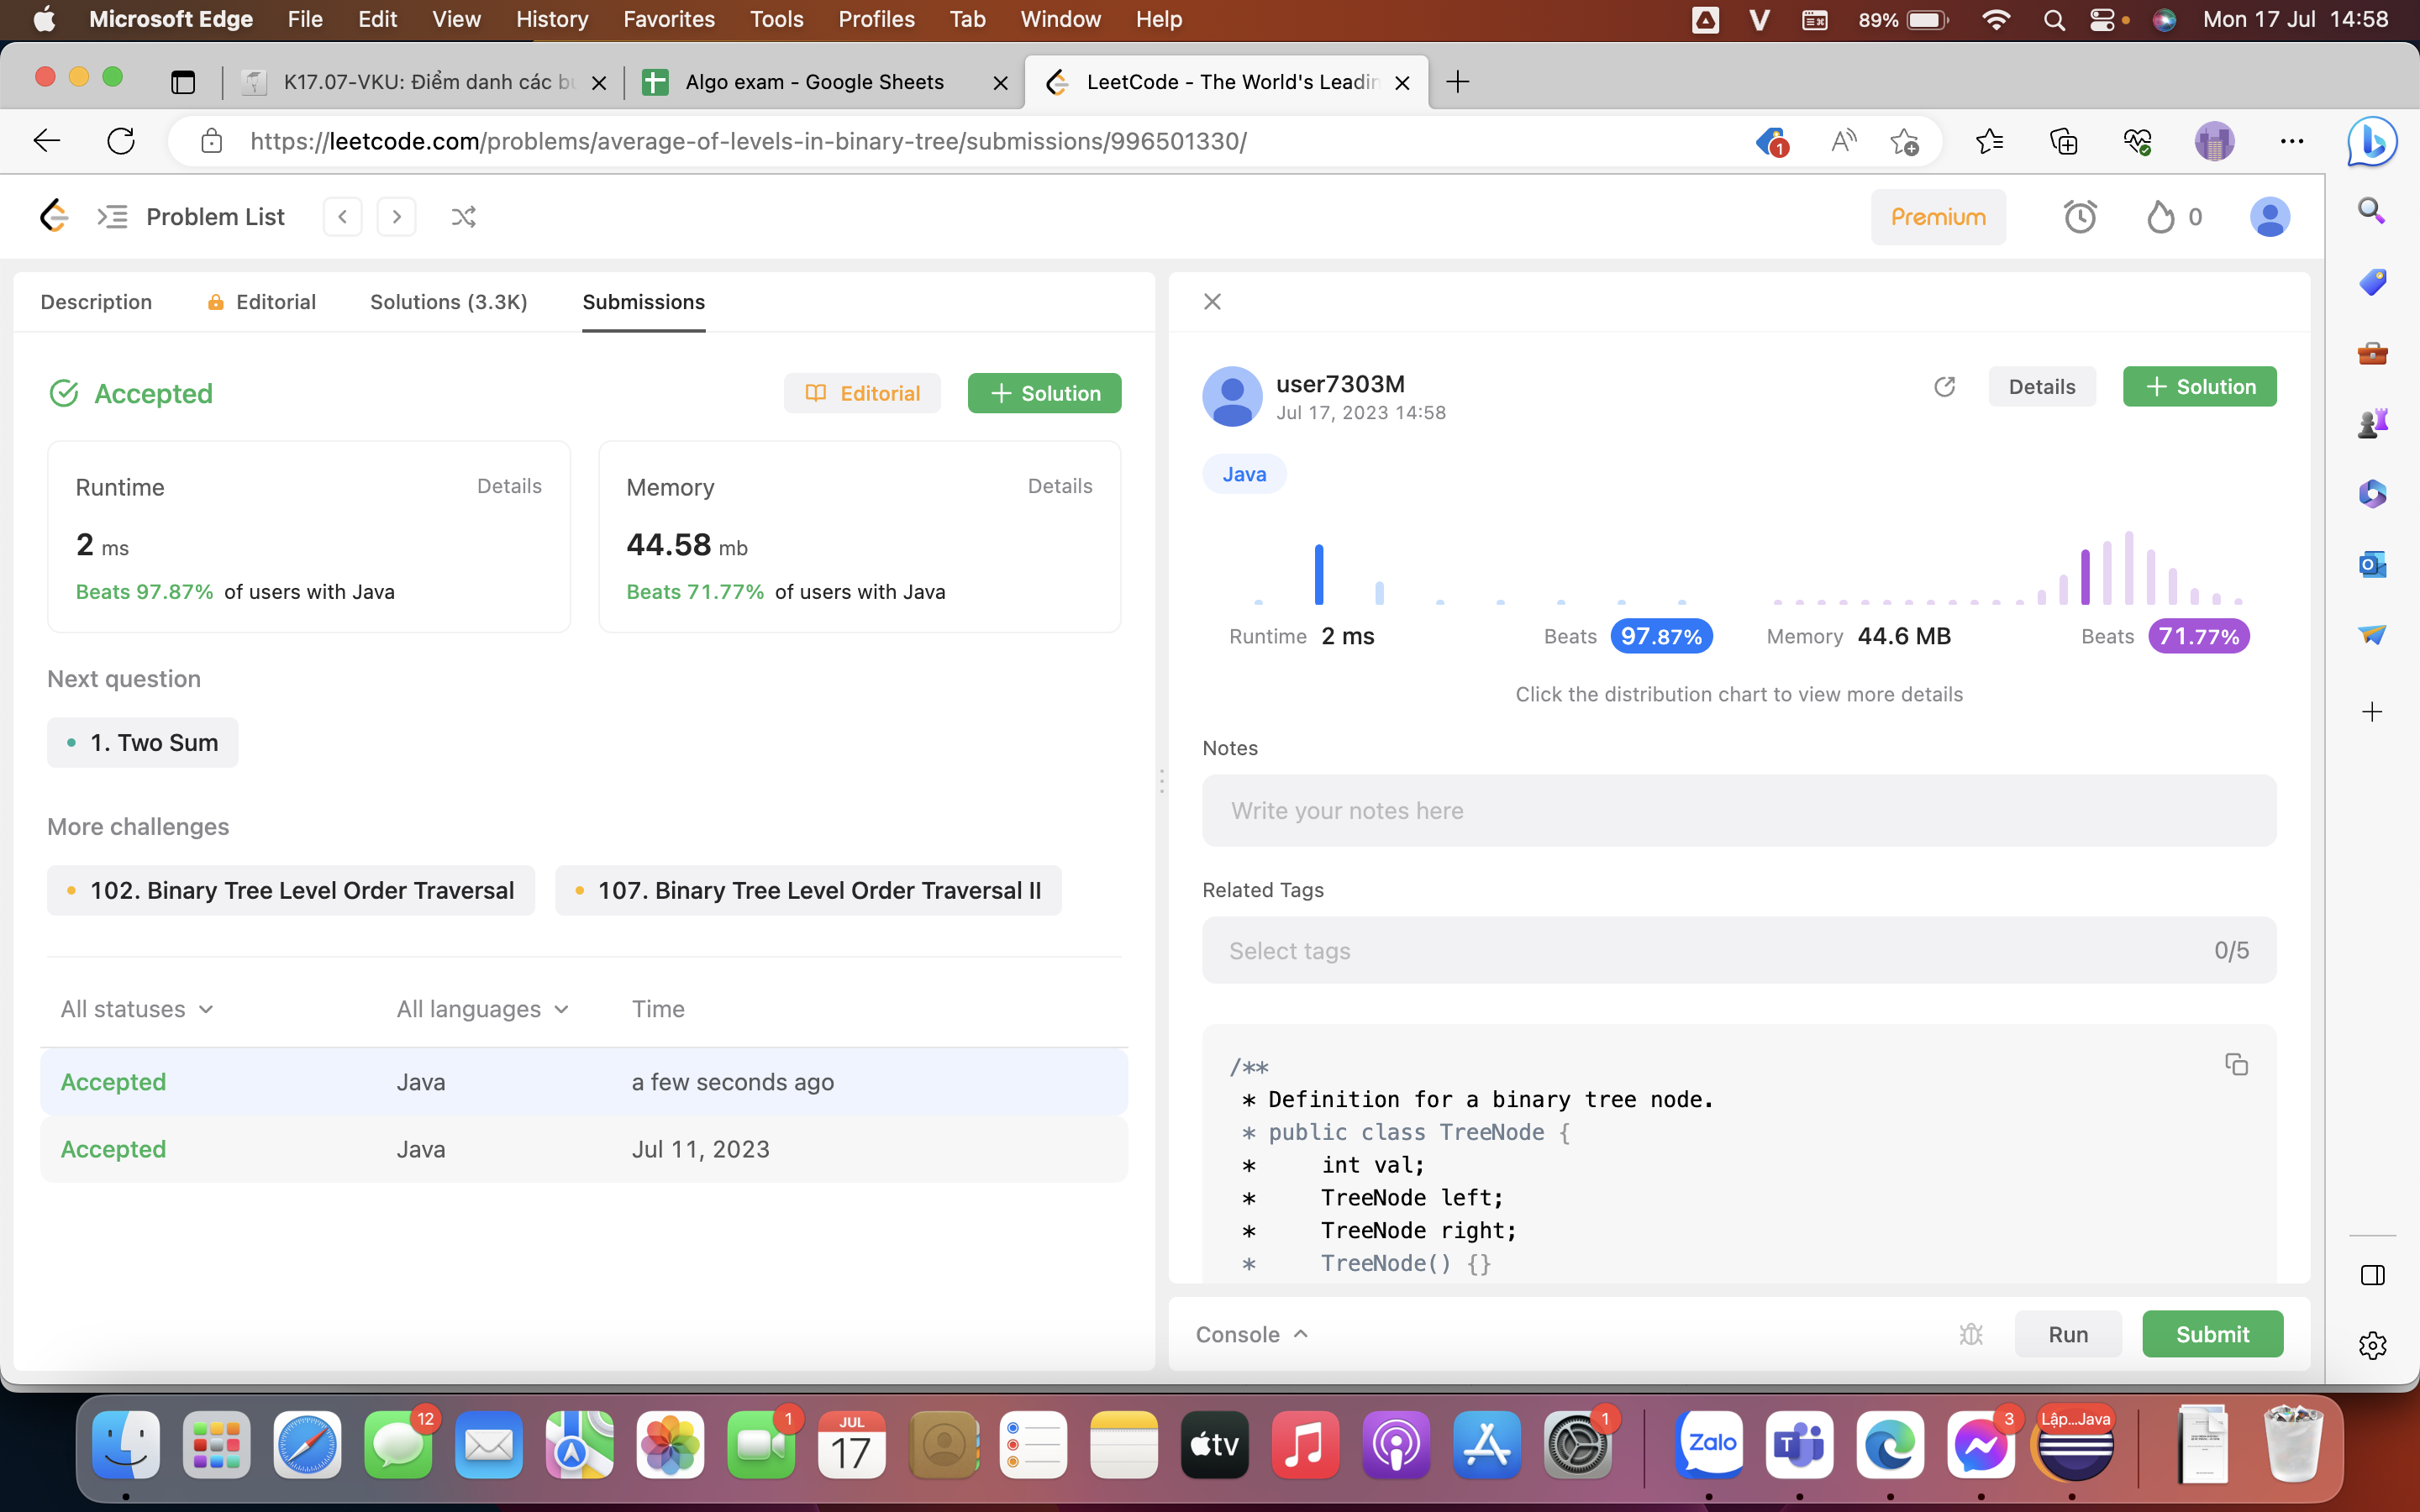 Microsoft Edge File Edit View History Favorites Tools Profiles Tab Window Help V 89% Mon 17 Jul 14:58
K17.07-VKU: Điểm danh các bu Algo exam - Google Sheets LeetCode - The World's Leadin
https://leetcode.com/problems/average-of-levels-in-binary-tree/submissions/996501330/ 1
Problem List Premium 0
Description Editorial Solutions (3.3K) Submissions
Accepted Editorial Solution
Runtime Details
2 ms
Beats 97.87% of users with Java
Memory Details
44.58 mb
Beats 71.77% of users with Java
Next question
1. Two Sum
More challenges
102. Binary Tree Level Order Traversal 107. Binary Tree Level Order Traversal II
All statuses All languages Time
Accepted Java a few seconds ago
Accepted Java Jul 11, 2023
user7303M
Jul 17, 2023 14:58
Details Solution
Java
Runtime 2 ms Beats 97.87% Memory 44.6 MB Beats 71.77%
Click the distribution chart to view more details
Notes
Write your notes here
Related Tags
Select tags 0/5
/**
 * Definition for a binary tree node.
 * public class TreeNode {
 *     int val;
 *     TreeNode left;
 *     TreeNode right;
 *     TreeNode() {}
Console Run Submit
12 1 JUL 17 tv 1 Zalo 3 Lập...Java